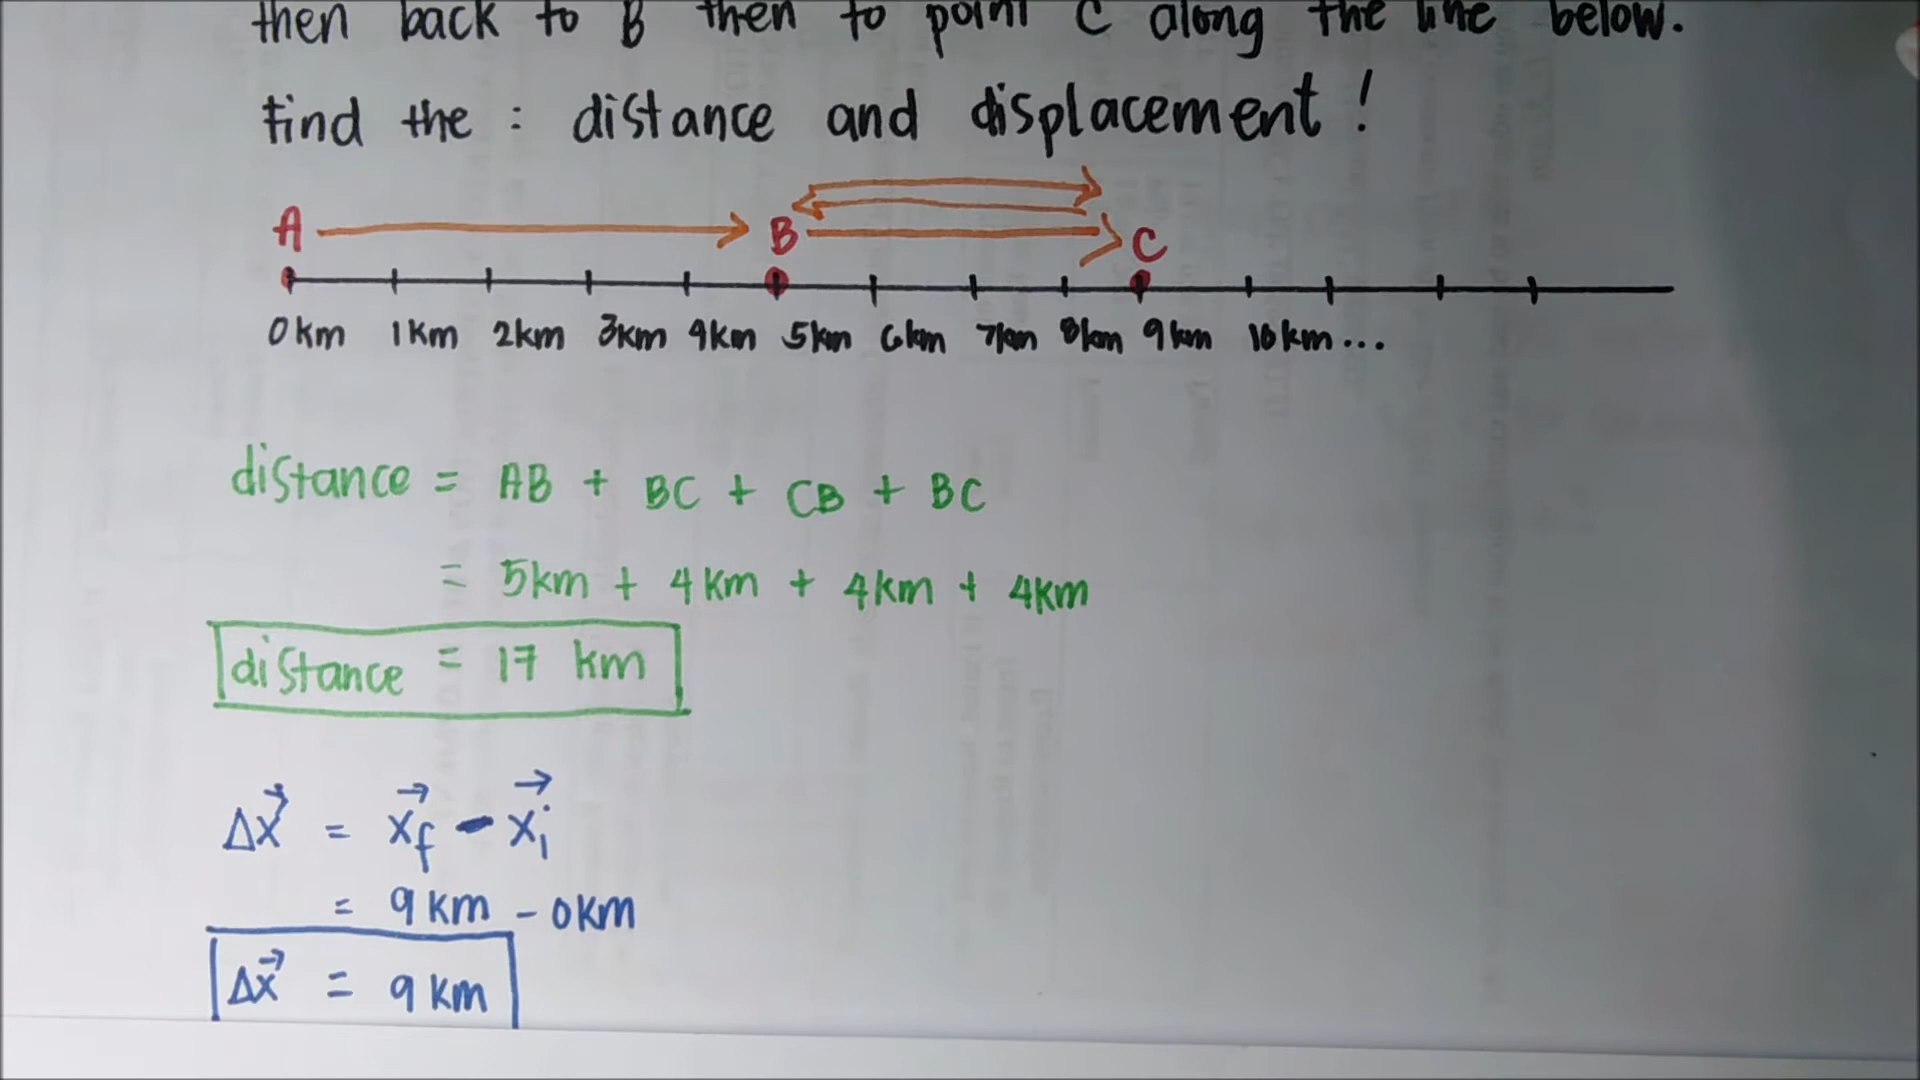 then back to B then to point C along the line below.
find the : distance and displacement !
A B C
0km 1km 2km 3km 4km 5km 6km 7km 8km 9km 10km...
distance = AB + BC + CB + BC
= 5km + 4km + 4km + 4km
distance = 17 km
Δx⃗ = x⃗f - x⃗i
= 9km - 0km
Δx⃗ = 9km